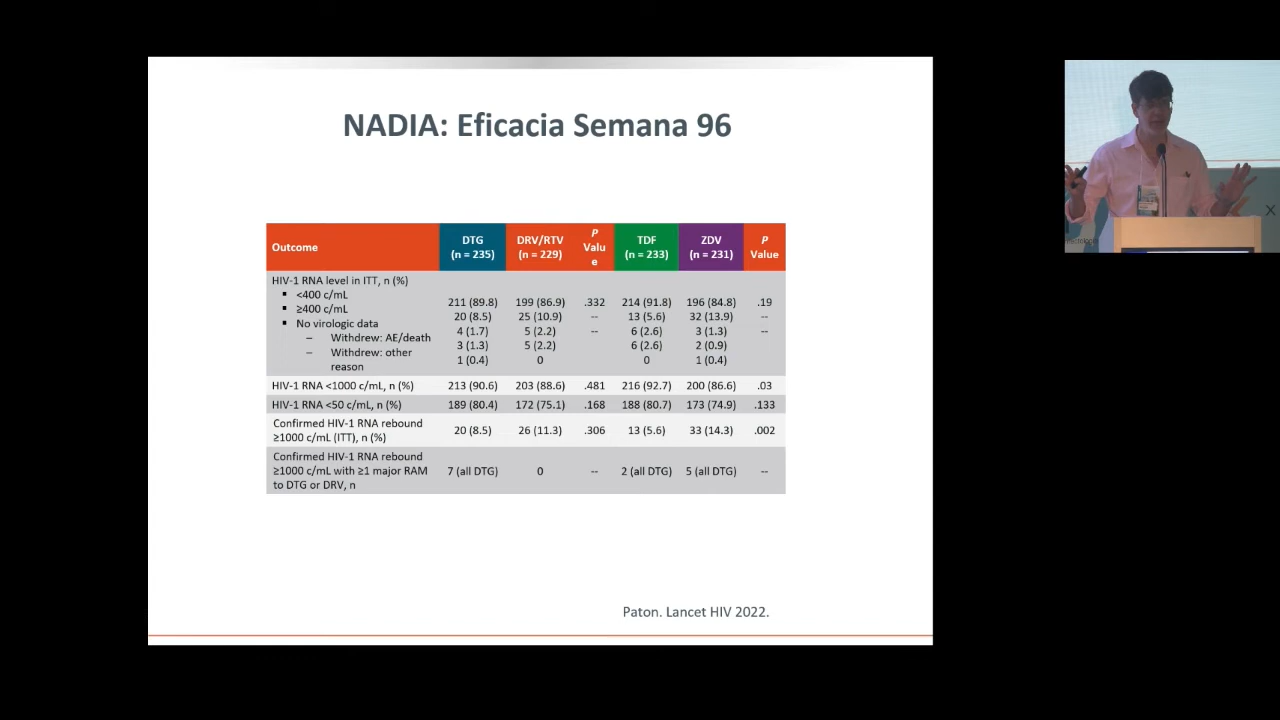 NADIA: Eficacia Semana 96
Outcome
DTG
(n = 235)
DRV/RTV
(n = 229)
P
Valu
e
TDF
(n = 233)
ZDV
(n = 231)
P
Value
HIV-1 RNA level in ITT, n (%)
▪ <400 c/mL 211 (89.8) 199 (86.9) .332 214 (91.8) 196 (84.8) .19
▪ ≥400 c/mL 20 (8.5) 25 (10.9) -- 13 (5.6) 32 (13.9) --
▪ No virologic data 4 (1.7) 5 (2.2) -- 6 (2.6) 3 (1.3) --
– Withdrew: AE/death 3 (1.3) 5 (2.2) 6 (2.6) 2 (0.9)
– Withdrew: other 1 (0.4) 0 0 1 (0.4)
reason
HIV-1 RNA <1000 c/mL, n (%) 213 (90.6) 203 (88.6) .481 216 (92.7) 200 (86.6) .03
HIV-1 RNA <50 c/mL, n (%) 189 (80.4) 172 (75.1) .168 188 (80.7) 173 (74.9) .133
Confirmed HIV-1 RNA rebound
≥1000 c/mL (ITT), n (%) 20 (8.5) 26 (11.3) .306 13 (5.6) 33 (14.3) .002
Confirmed HIV-1 RNA rebound
≥1000 c/mL with ≥1 major RAM 7 (all DTG) 0 -- 2 (all DTG) 5 (all DTG) --
to DTG or DRV, n
Paton. Lancet HIV 2022.